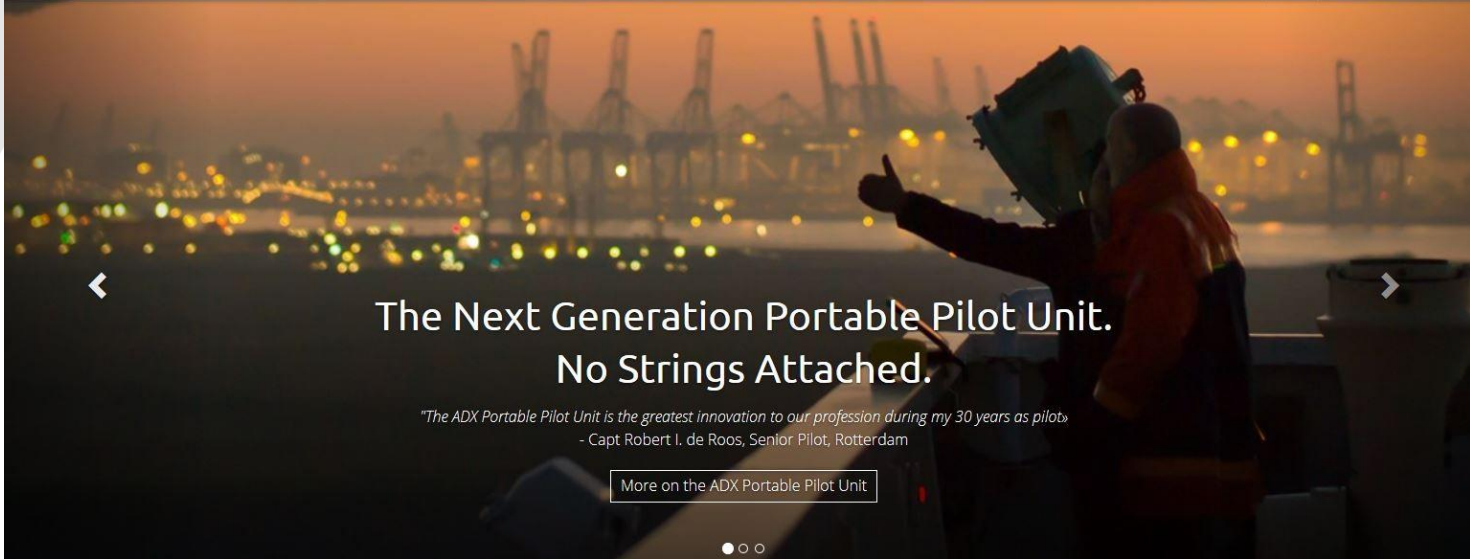 The Next Generation Portable Pilot Unit.
No Strings Attached.
"The ADX Portable Pilot Unit is the greatest innovation to our profession during my 30 years as pilot»
- Capt Robert I. de Roos, Senior Pilot, Rotterdam
More on the ADX Portable Pilot Unit